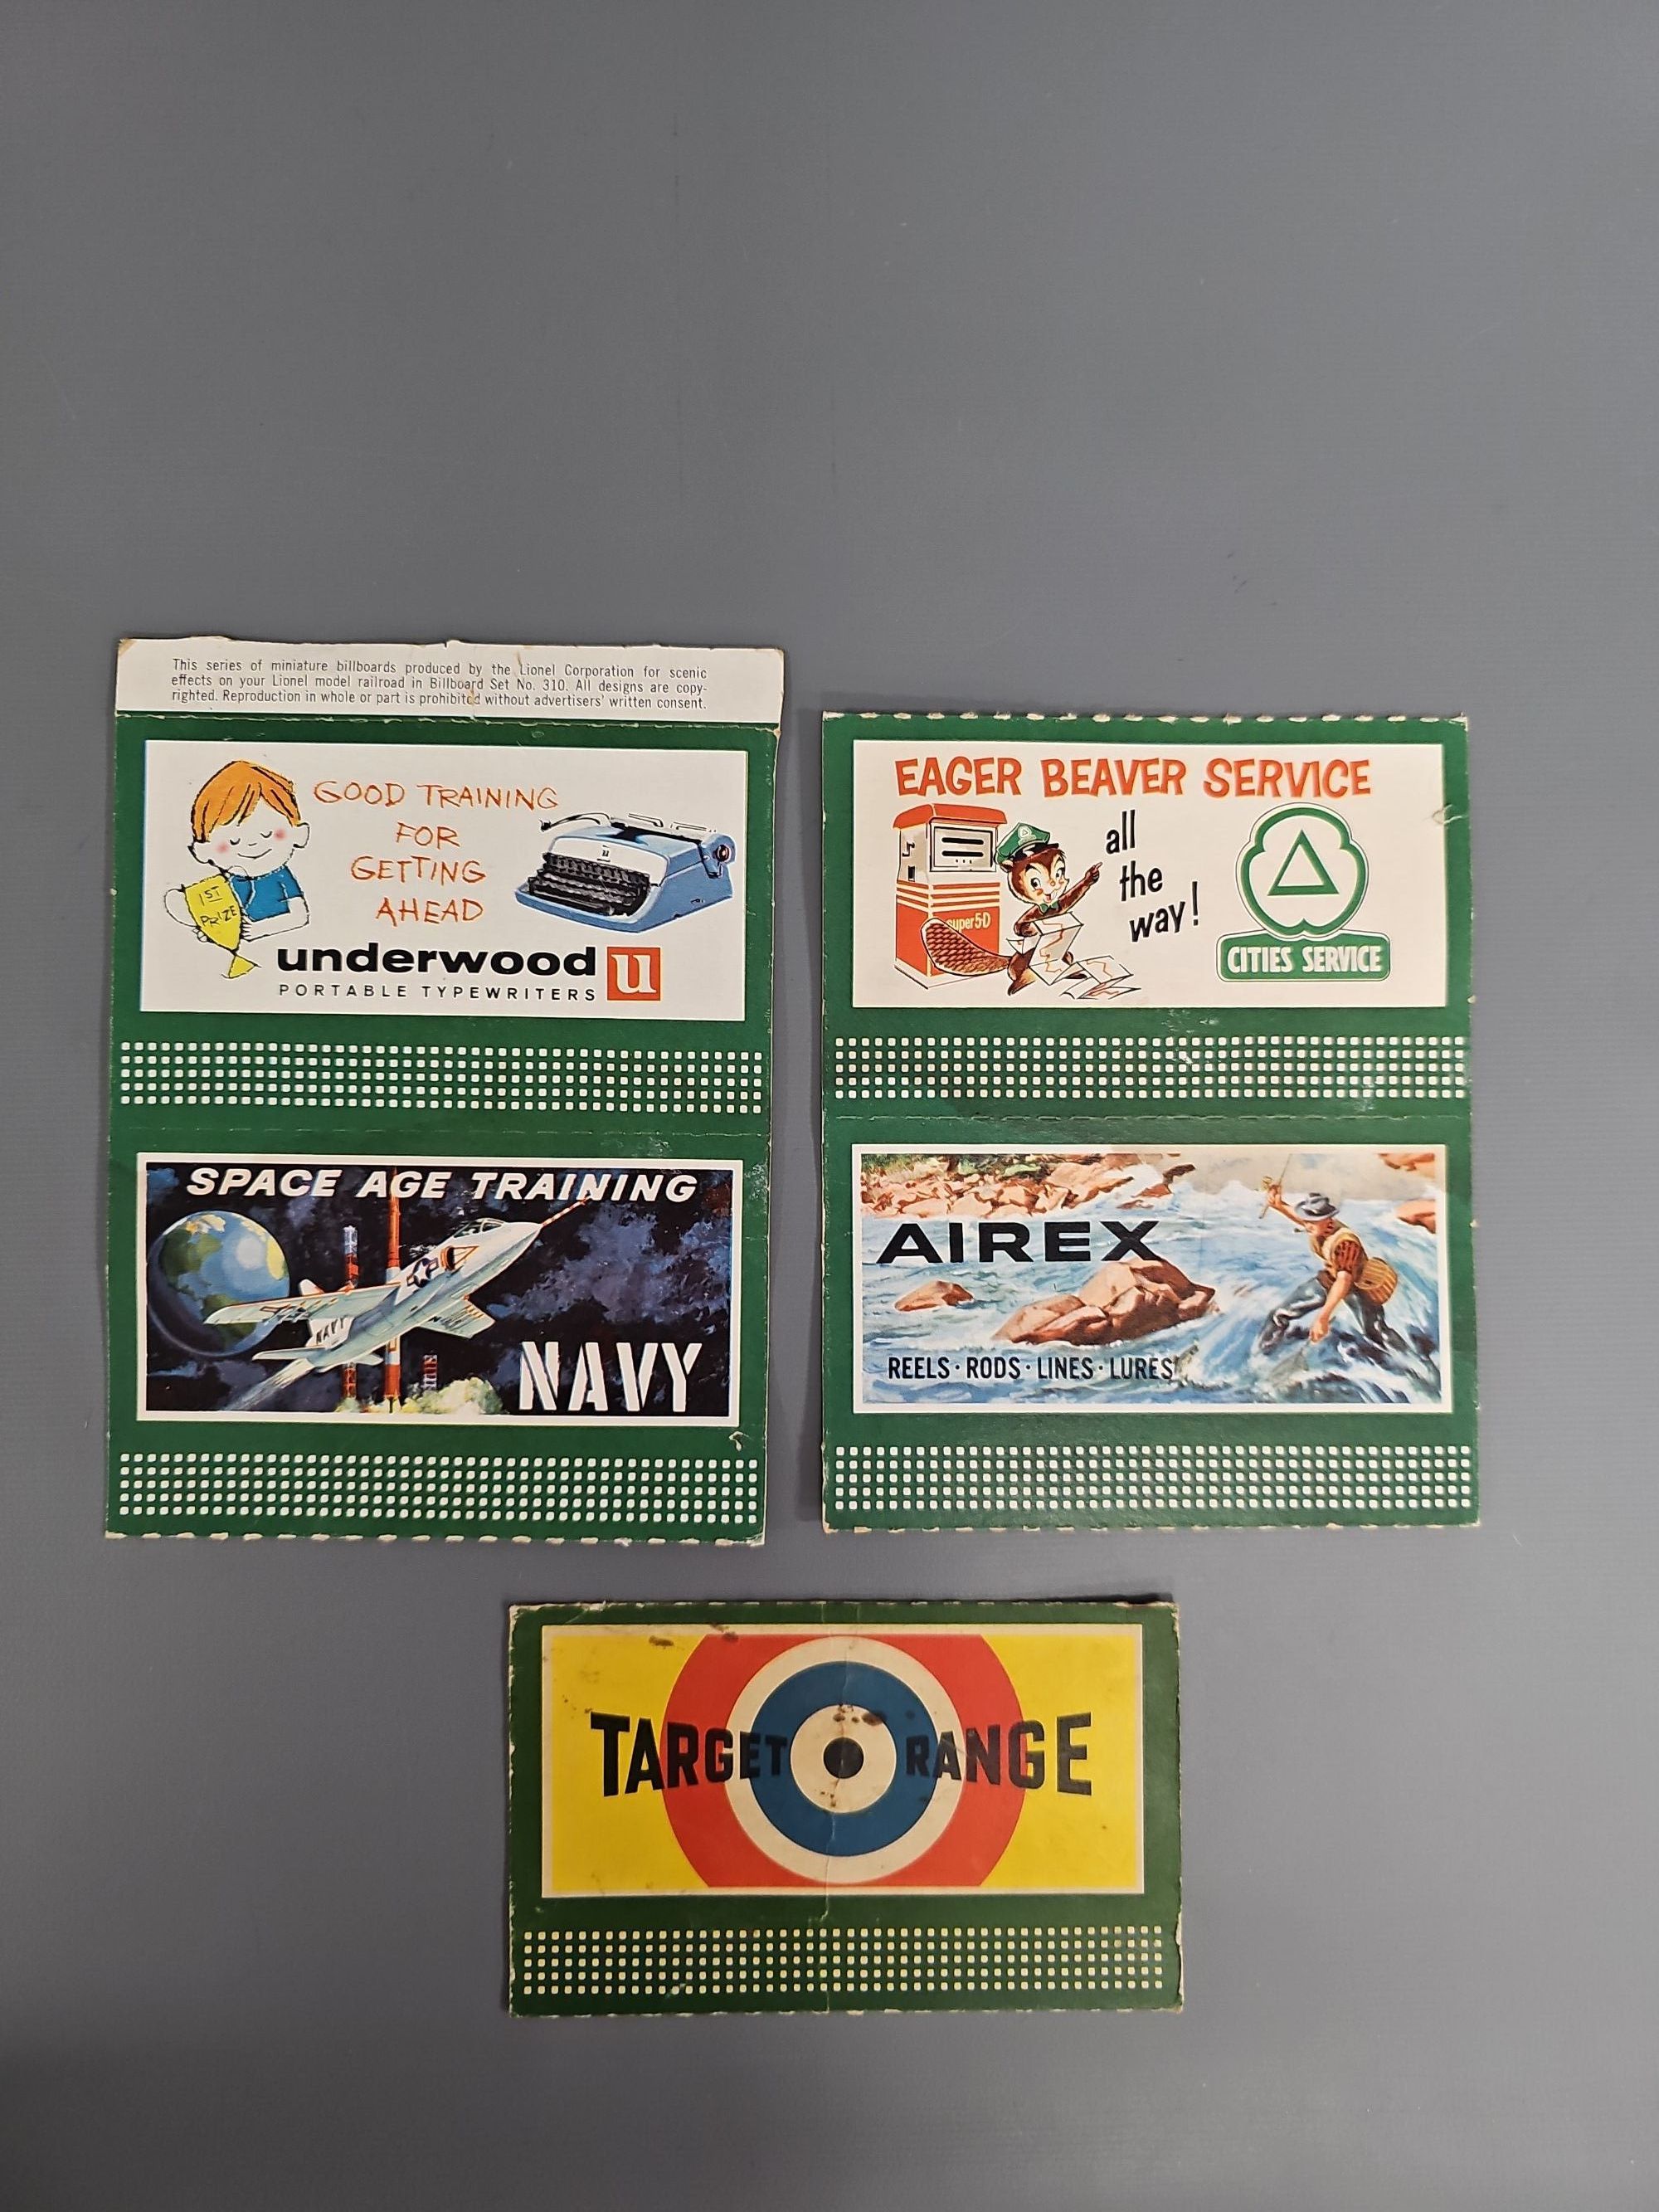 This series of miniature billboards produced by the Lionel Corporation for scenic
effects on your Lionel model railroad in Billboard Set No. 310. All designs are copy-
righted. Reproduction in whole or part is prohibited without advertisers' written consent.
GOOD TRAINING
FOR
GETTING
AHEAD
1ST
PRIZE
u
underwood u
PORTABLE TYPEWRITERS
SPACE AGE TRAINING
NAVY
NAVY
EAGER BEAVER SERVICE
all
the
way!
super 5-D
CITIES SERVICE
AIREX
REELS · RODS · LINES · LURES
TARGET RANGE